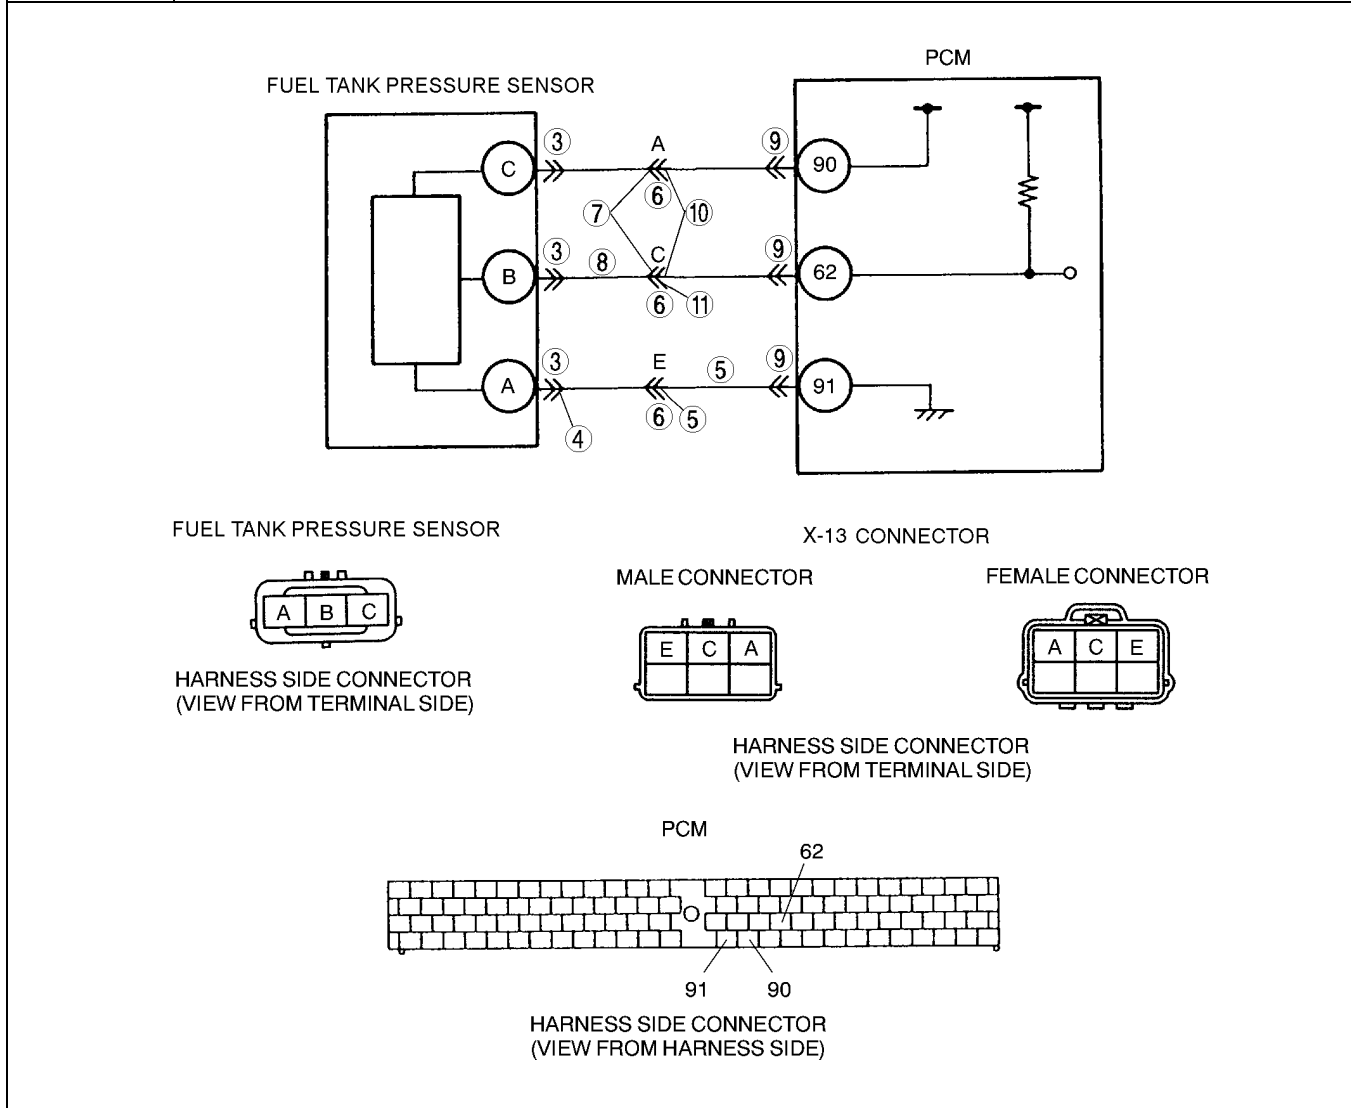 PCM
FUEL TANK PRESSURE SENSOR
C 3 A 9 90
6
7 10
B 3 8 C 9 62
6 11
A 3 E 5 9 91
6 5
4
FUEL TANK PRESSURE SENSOR
X-13 CONNECTOR
MALE CONNECTOR
FEMALE CONNECTOR
A B C
E C A
A C E
HARNESS SIDE CONNECTOR
(VIEW FROM TERMINAL SIDE)
HARNESS SIDE CONNECTOR
(VIEW FROM TERMINAL SIDE)
PCM
62
91 90
HARNESS SIDE CONNECTOR
(VIEW FROM HARNESS SIDE)